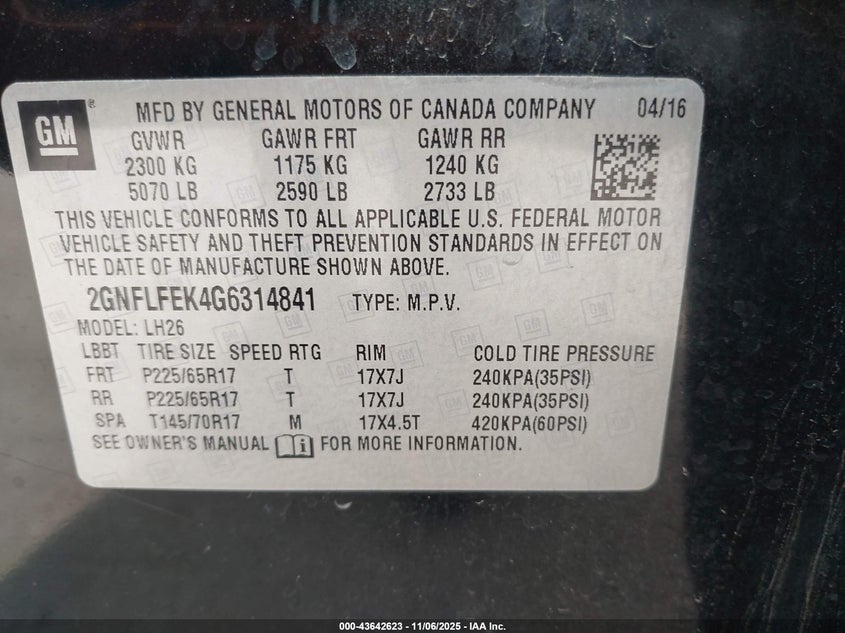 GM ® MFD BY GENERAL MOTORS OF CANADA COMPANY 04/16
GVWR GAWR FRT GAWR RR
2300 KG 1175 KG 1240 KG
5070 LB 2590 LB 2733 LB
THIS VEHICLE CONFORMS TO ALL APPLICABLE U.S. FEDERAL MOTOR
VEHICLE SAFETY AND THEFT PREVENTION STANDARDS IN EFFECT ON
THE DATE OF MANUFACTURE SHOWN ABOVE.
2GNFLFEK4G6314841 TYPE: M.P.V.
MODEL: LH26
LBBT TIRE SIZE SPEED RTG RIM COLD TIRE PRESSURE
FRT P225/65R17 T 17X7J 240KPA(35PSI)
RR P225/65R17 T 17X7J 240KPA(35PSI)
SPA T145/70R17 M 17X4.5T 420KPA(60PSI)
SEE OWNER'S MANUAL i FOR MORE INFORMATION.
000-43642623 - 11/06/2025 - IAA Inc.